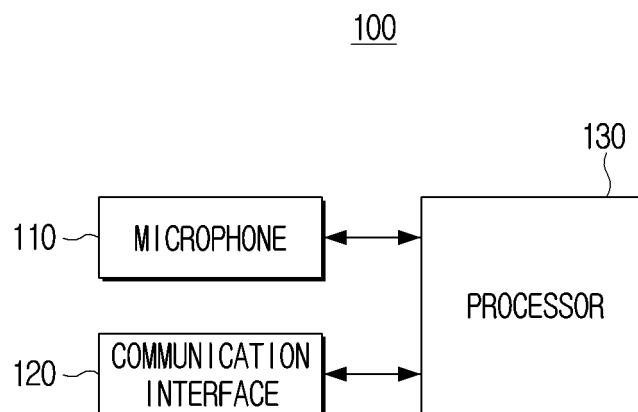 100
130
110
MICROPHONE
PROCESSOR
120
COMMUNICATION
INTERFACE